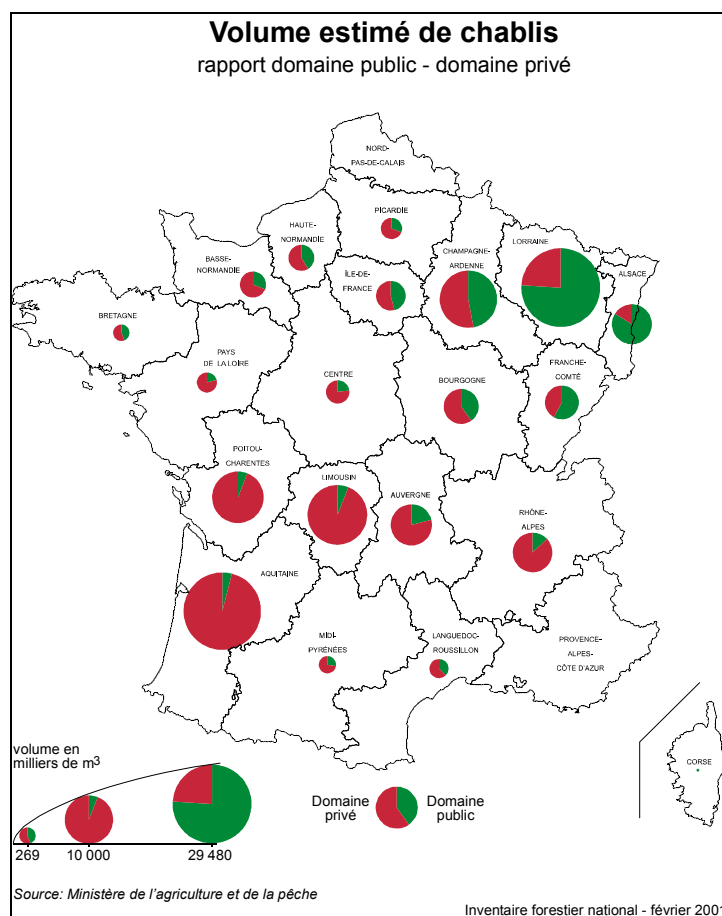 Volume estimé de chablis
rapport domaine public - domaine privé
NORD-
PAS-DE-CALAIS
PICARDIE
HAUTE-
NORMANDIE
BASSE-
NORMANDIE
ÎLE-DE-
FRANCE
CHAMPAGNE-
ARDENNE
LORRAINE
ALSACE
BRETAGNE
PAYS
DE LA LOIRE
CENTRE
BOURGOGNE
FRANCHE-
COMTÉ
POITOU-
CHARENTES
LIMOUSIN
AUVERGNE
RHÔNE-
ALPES
AQUITAINE
MIDI-
PYRÉNÉES
LANGUEDOC-
ROUSSILLON
PROVENCE-
ALPES-
CÔTE D'AZUR
CORSE
volume en
milliers de m³
269
10 000
29 480
Domaine
privé
Domaine
public
Source: Ministère de l'agriculture et de la pêche
Inventaire forestier national - février 2001